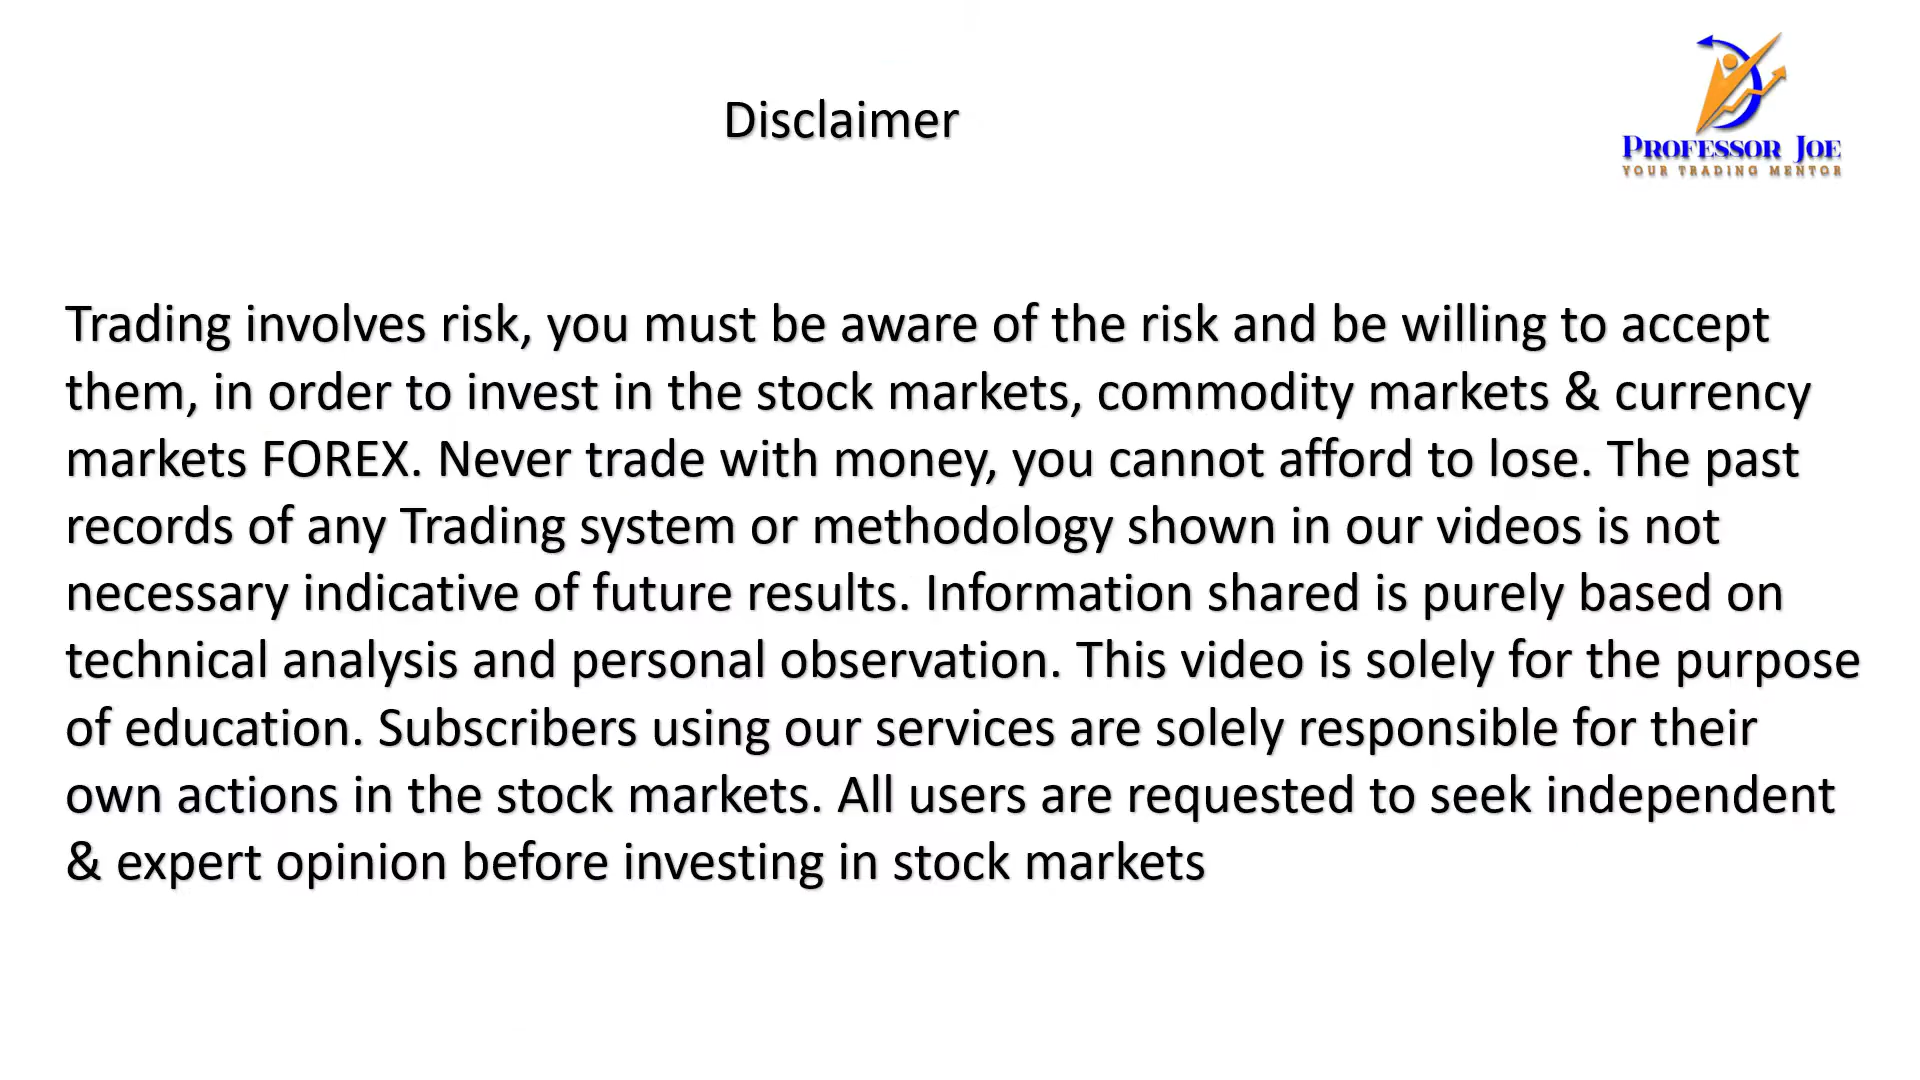 Disclaimer
PROFESSOR JOE
YOUR TRADING MENTOR
Trading involves risk, you must be aware of the risk and be willing to accept
them, in order to invest in the stock markets, commodity markets & currency
markets FOREX. Never trade with money, you cannot afford to lose. The past
records of any Trading system or methodology shown in our videos is not
necessary indicative of future results. Information shared is purely based on
technical analysis and personal observation. This video is solely for the purpose
of education. Subscribers using our services are solely responsible for their
own actions in the stock markets. All users are requested to seek independent
& expert opinion before investing in stock markets